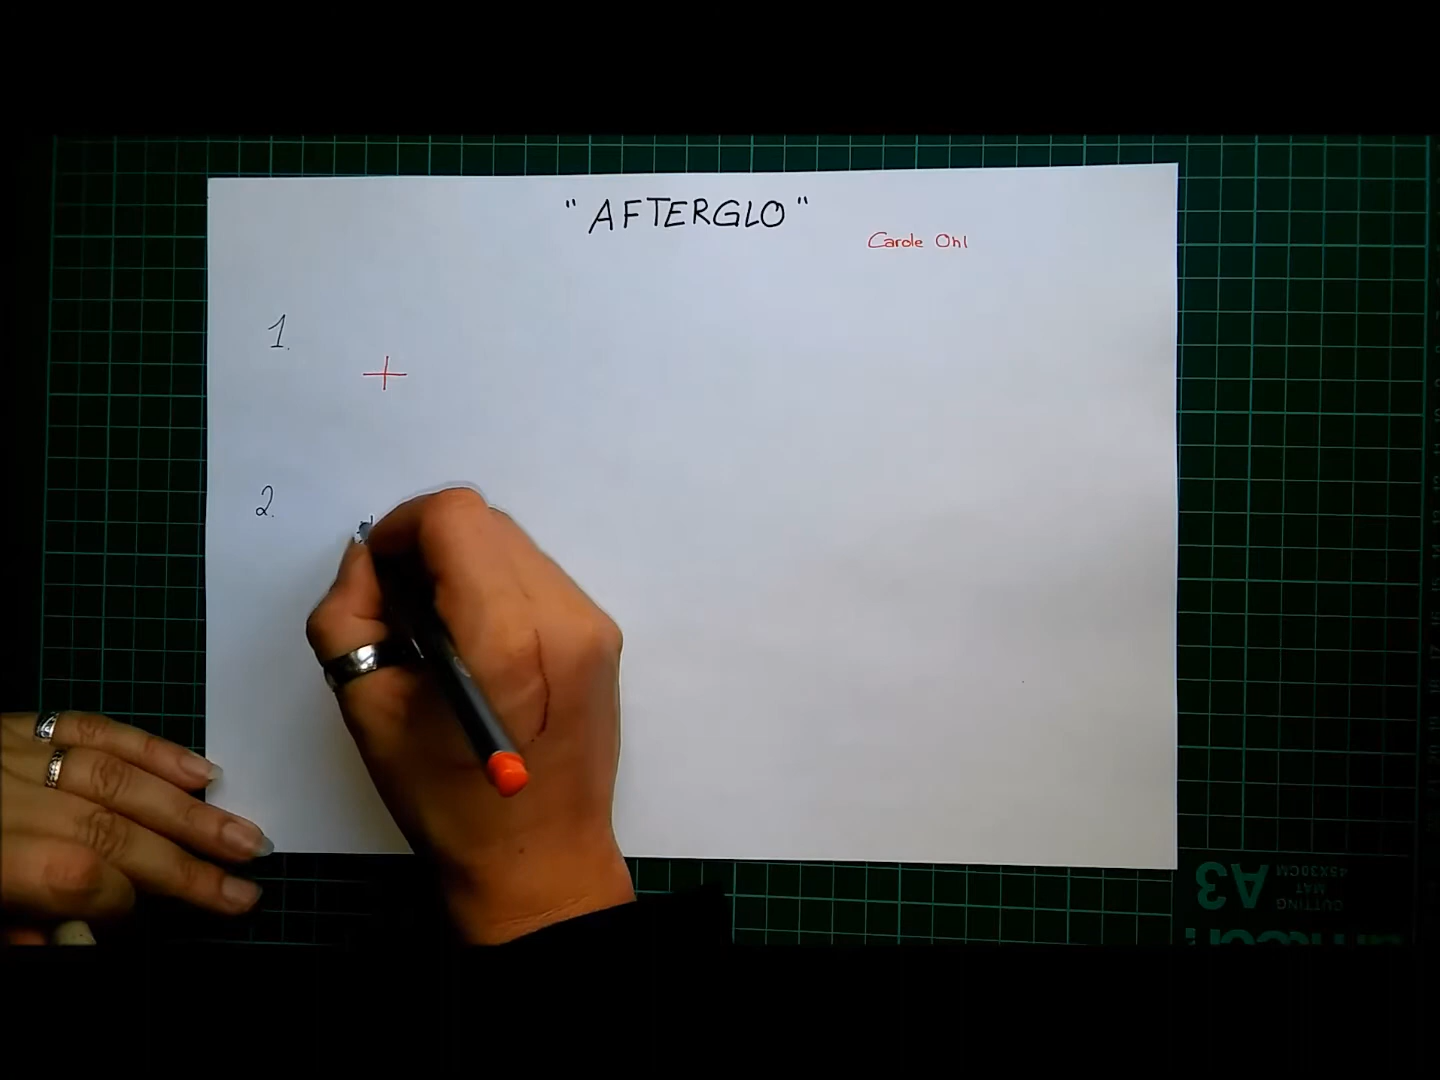 "AFTERGLO"
Carole Ohl
1.
2.
A3
CUTTING
MAT
45X30CM